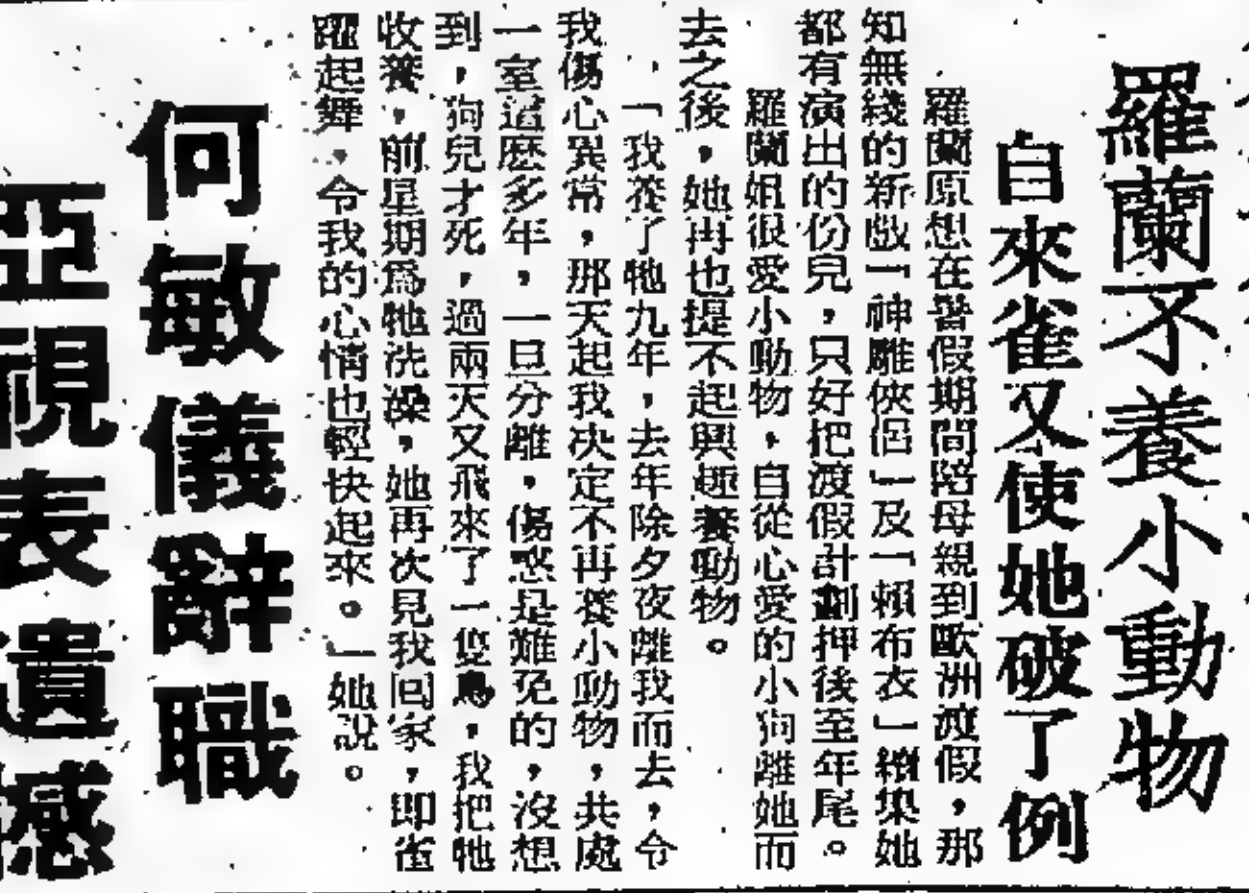 羅蘭不養小動物
自來雀又使她破了例
羅蘭原想在暑假期間陪母親到歐洲渡假，那
知無綫的新戲「神雕俠侶」及「賴布衣」續集她
都有演出的份兒，只好把渡假計劃押後至年尾。
羅蘭姐很愛小動物，自從心愛的小狗離她而
去之後，她再也提不起興趣養動物。
「我養了牠九年，去年除夕夜離我而去，令
我傷心異常，那天起我決定不再養小動物，共處
一室這麽多年，一旦分離，傷感是難免的，沒想
到，狗兒才死，過兩天又飛來了一隻鳥，我把牠
收養，前星期爲牠洗澡，她再次見我回家，即雀
躍起舞，令我的心情也輕快起來。」她說。
何敏儀辭職
亞視表遺憾